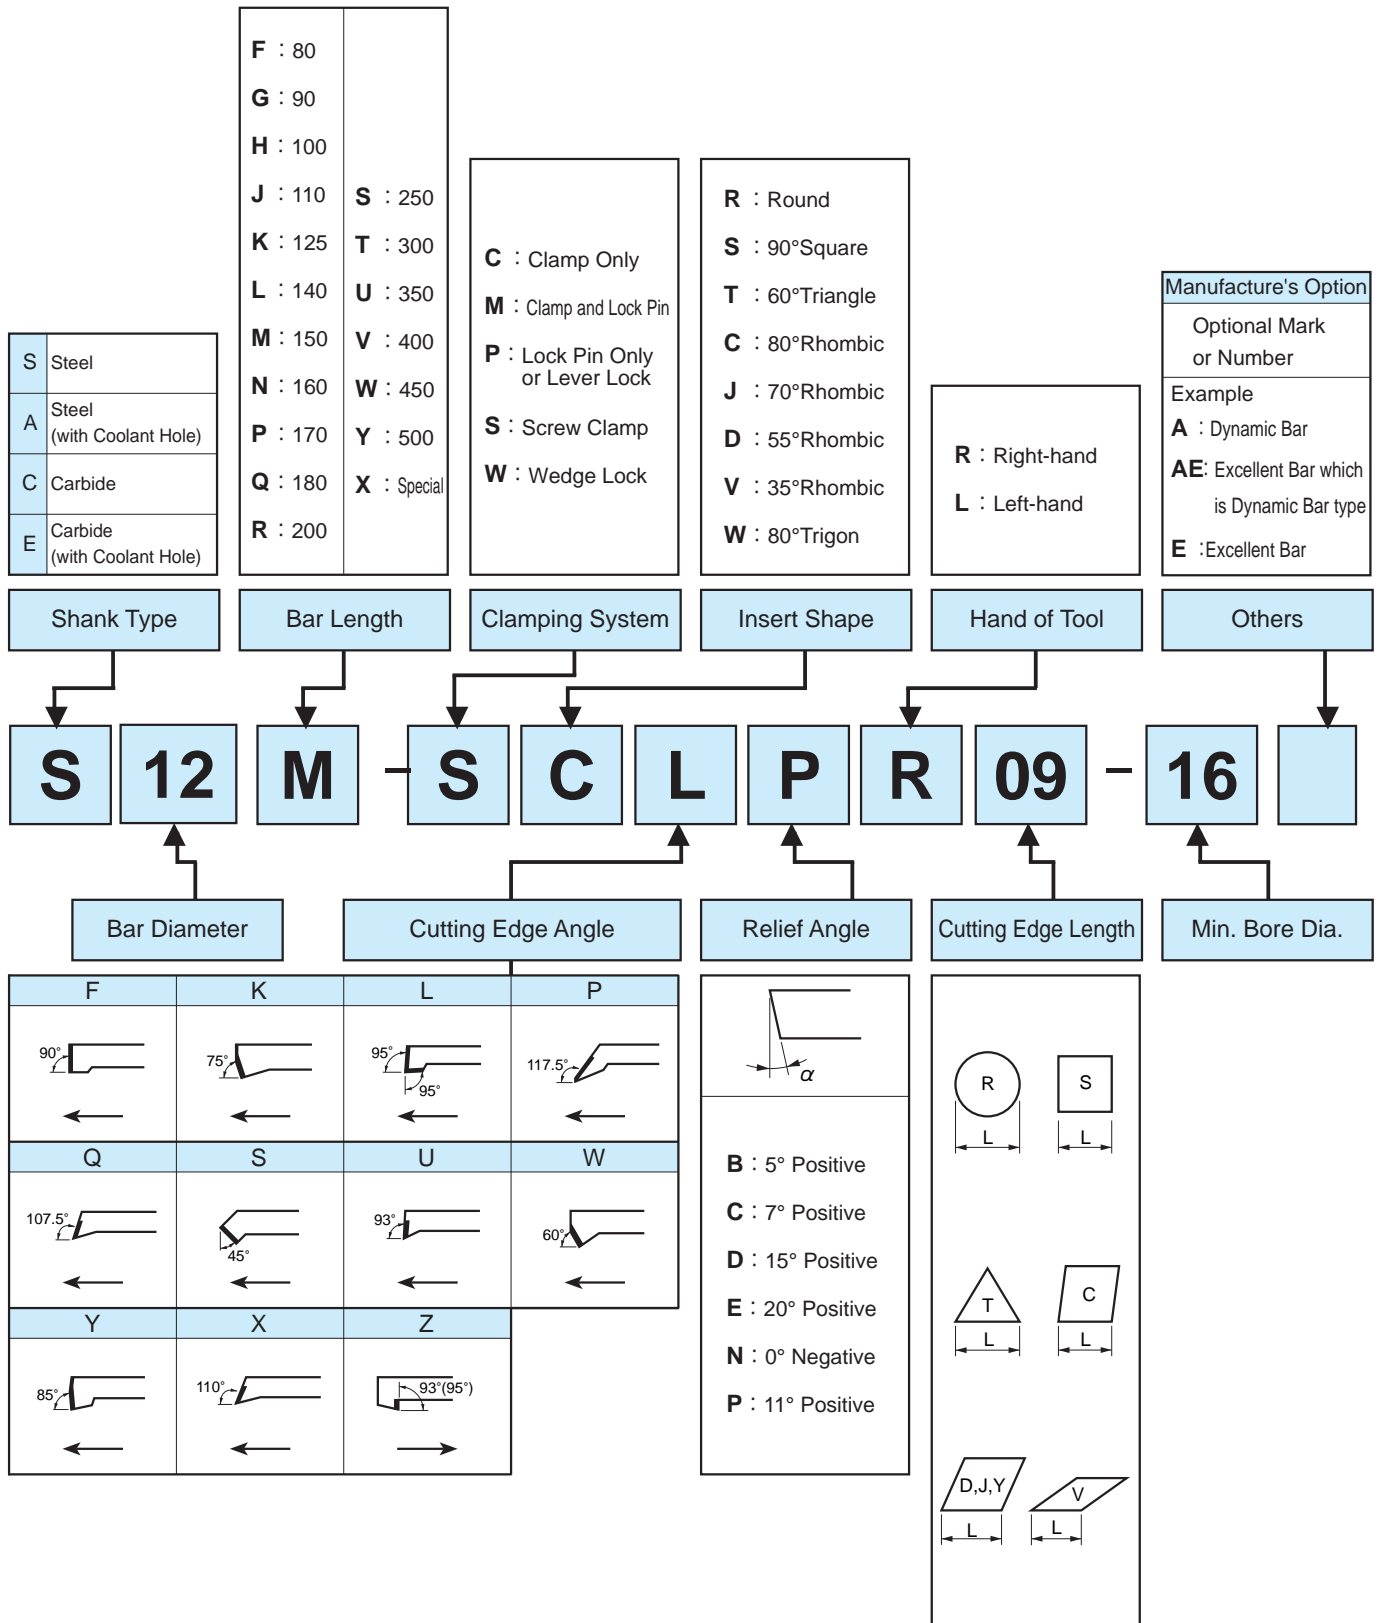 F : 80
G : 90
H : 100
J : 110
K : 125
L : 140
M : 150
N : 160
P : 170
Q : 180
R : 200
S : 250
T : 300
U : 350
V : 400
W : 450
Y : 500
X : Special
C : Clamp Only
M : Clamp and Lock Pin
P : Lock Pin Only
or Lever Lock
S : Screw Clamp
W : Wedge Lock
R : Round
S : 90°Square
T : 60°Triangle
C : 80°Rhombic
J : 70°Rhombic
D : 55°Rhombic
V : 35°Rhombic
W : 80°Trigon
R : Right-hand
L : Left-hand
Manufacture's Option
Optional Mark
or Number
Example
A : Dynamic Bar
AE: Excellent Bar which
is Dynamic Bar type
E :Excellent Bar
S Steel
A Steel
(with Coolant Hole)
C Carbide
E Carbide
(with Coolant Hole)
Shank Type
Bar Length
Clamping System
Insert Shape
Hand of Tool
Others
S 12 M - S C L P R 09 - 16
Bar Diameter
Cutting Edge Angle
Relief Angle
Cutting Edge Length
Min. Bore Dia.
F K L P
90°
75°
95°
95°
117.5°
Q S U W
107.5°
45°
93°
60°
Y X Z
85°
110°
93°(95°)
α
B : 5° Positive
C : 7° Positive
D : 15° Positive
E : 20° Positive
N : 0° Negative
P : 11° Positive
R S
L L
T C
L L
D,J,Y V
L L